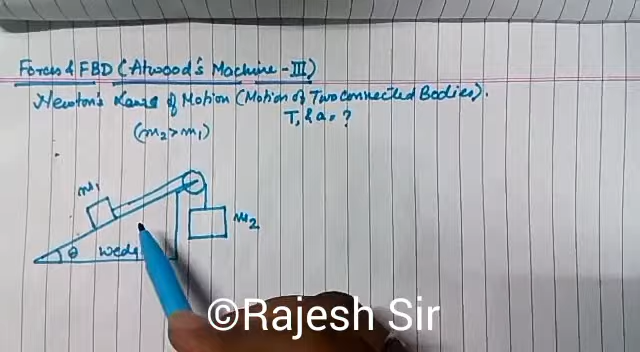 Forces & FBD (Atwood's Machine-III)
Newton's Laws of Motion (Motion of Two connected Bodies).
T, & a = ?
(m₂>m₁)
m₁
m₂
θ
wedg
©Rajesh Sir